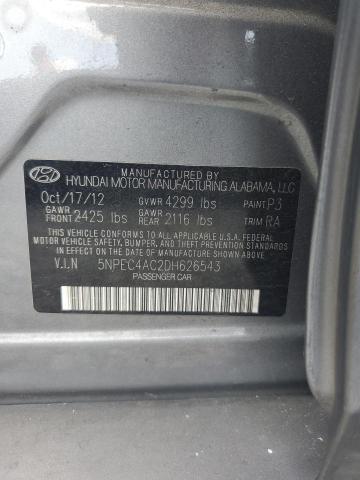 MANUFACTURED BY
HYUNDAI MOTOR MANUFACTURING ALABAMA, LLC
Oct/17/12 GVWR 4299 lbs PAINT P3
GAWR FRONT 2425 lbs GAWR REAR 2116 lbs TRIM RA
THIS VEHICLE CONFORMS TO ALL APPLICABLE U.S.A. FEDERAL
MOTOR VEHICLE SAFETY, BUMPER, AND THEFT PREVENTION STANDARDS
IN EFFECT ON THE DATE OF MANUFACTURE SHOWN ABOVE.
V.I.N 5NPEC4AC2DH626543
PASSENGER CAR